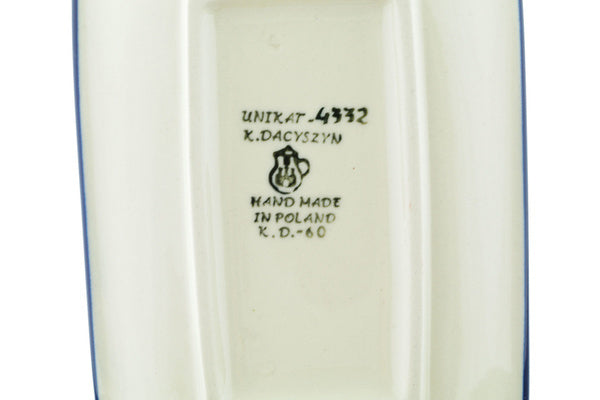 UNIKAT-4332
K.DACYSZYN
HAND MADE
IN POLAND
K.D.-60